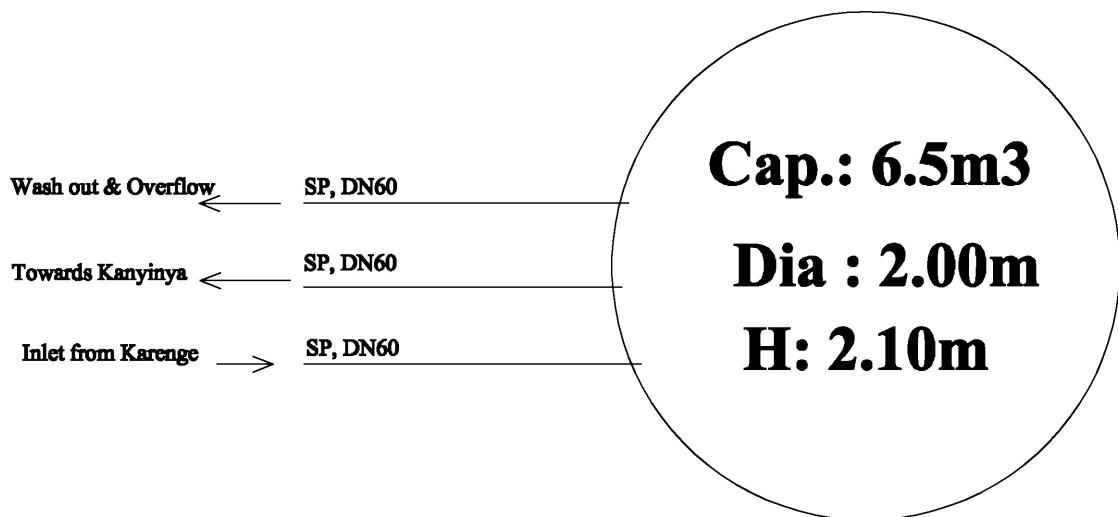 Cap.: 6.5m3
Wash out & Overflow
SP, DN60
Dia : 2.00m
Towards Kanyinya
SP, DN60
H: 2.10m
Inlet from Karenge
SP, DN60